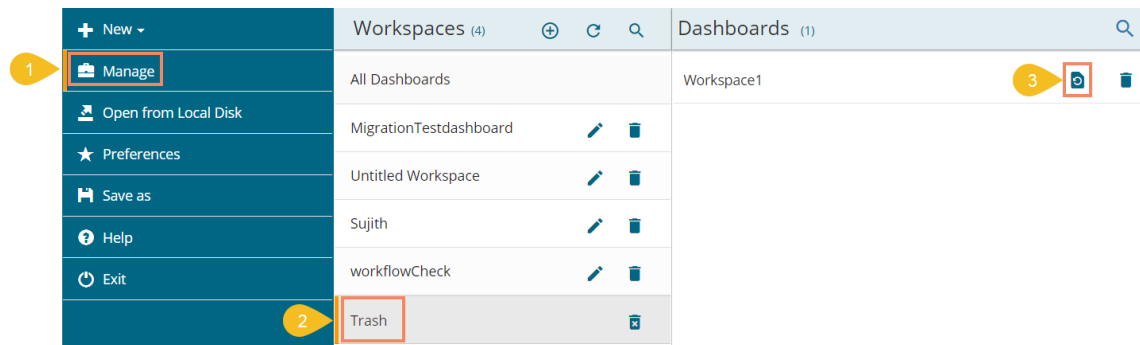 New
Manage
Open from Local Disk
Preferences
Save as
Help
Exit
Workspaces (4)
All Dashboards
MigrationTestdashboard
Untitled Workspace
Sujith
workflowCheck
Trash
Dashboards (1)
Workspace1
1
2
3